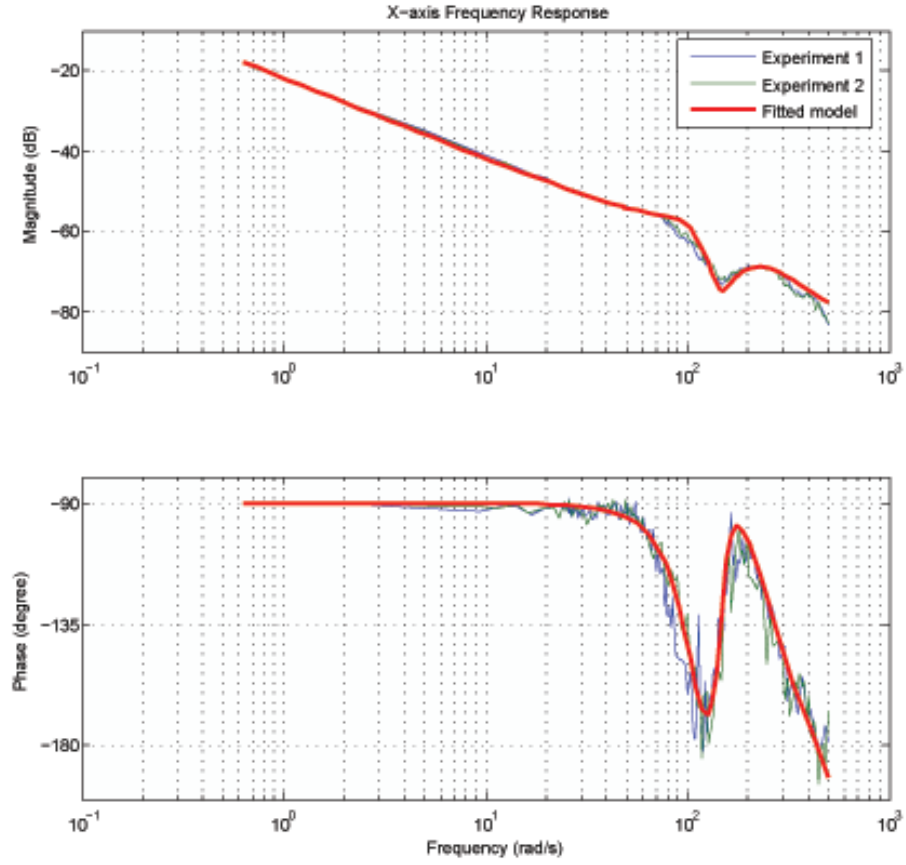 X-axis Frequency Response
Magnitude (dB)
-20
-40
-60
-80
Experiment 1
Experiment 2
Fitted model
10^-1
10^0
10^1
10^2
10^3
Phase (degree)
-90
-135
-180
10^-1
10^0
10^1
10^2
10^3
Frequency (rad/s)